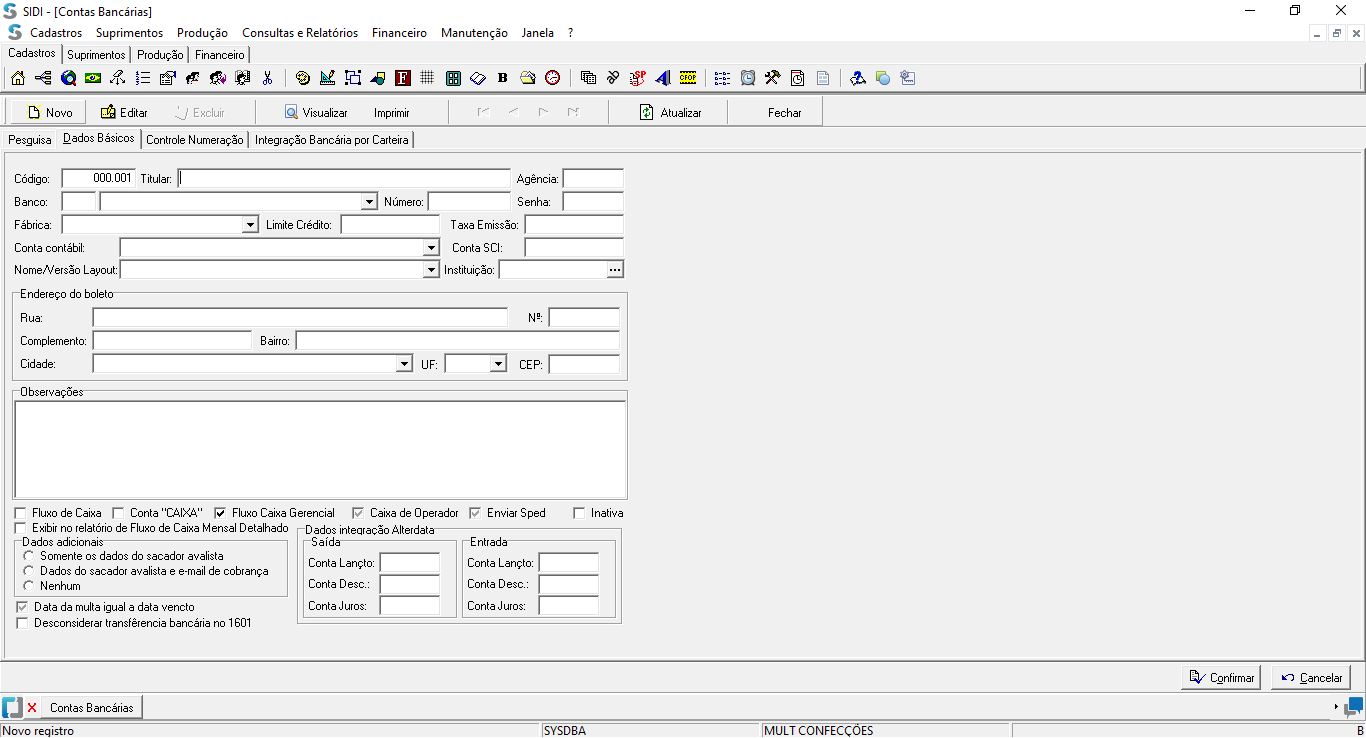 SIDI - [Contas Bancárias]
Cadastros Suprimentos Produção Consultas e Relatórios Financeiro Manutenção Janela ?
Cadastros Suprimentos Produção Financeiro
F B SP CFOP
Novo Editar Excluir Visualizar Imprimir Atualizar Fechar
Pesquisa Dados Básicos Controle Numeração Integração Bancária por Carteira
Código: 000.001 Titular: Agência:
Banco: Número: Senha:
Fábrica: Limite Crédito: Taxa Emissão:
Conta contábil: Conta SCI:
Nome/Versão Layout: Instituição: ...
Endereço do boleto
Rua: Nº:
Complemento: Bairro:
Cidade: UF: CEP:
Observações
Fluxo de Caixa Conta "CAIXA" Fluxo Caixa Gerencial Caixa de Operador Enviar Sped Inativa
Exibir no relatório de Fluxo de Caixa Mensal Detalhado
Dados adicionais
Somente os dados do sacador avalista
Dados do sacador avalista e e-mail de cobrança
Nenhum
Data da multa igual a data vencto
Desconsiderar transfêrencia bancária no 1601
Dados integração Alterdata
Saída
Conta Lançto:
Conta Desc.:
Conta Juros:
Entrada
Conta Lançto:
Conta Desc.:
Conta Juros:
Confirmar Cancelar
Contas Bancárias
Novo registro SYSDBA MULT CONFECÇÕES B